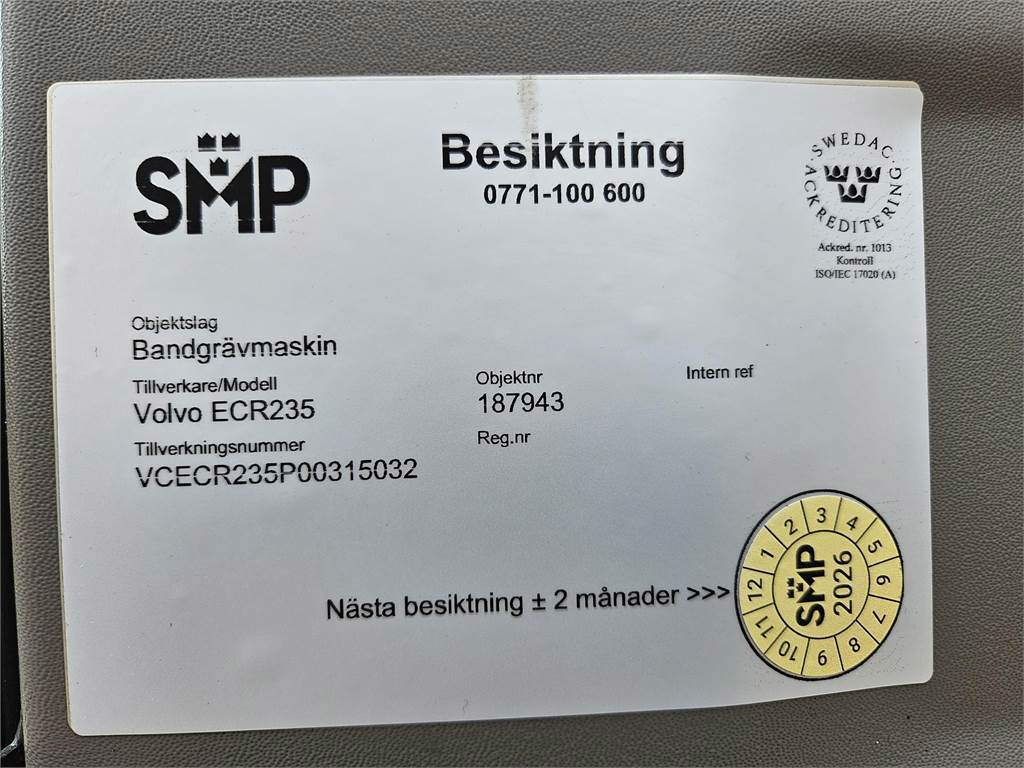 SMP
Besiktning
0771-100 600
SWEDAC · ACKREDITERING ·
Ackred. nr. 1013
Kontroll
ISO/IEC 17020 (A)
Objektslag
Bandgrävmaskin
Tillverkare/Modell
Volvo ECR235
Tillverkningsnummer
VCECR235P00315032
Objektnr
187943
Reg.nr
Intern ref
Nästa besiktning ± 2 månader >>>
1 2 3 4 5 6 7 8 9 10 11 12
SMP
2026